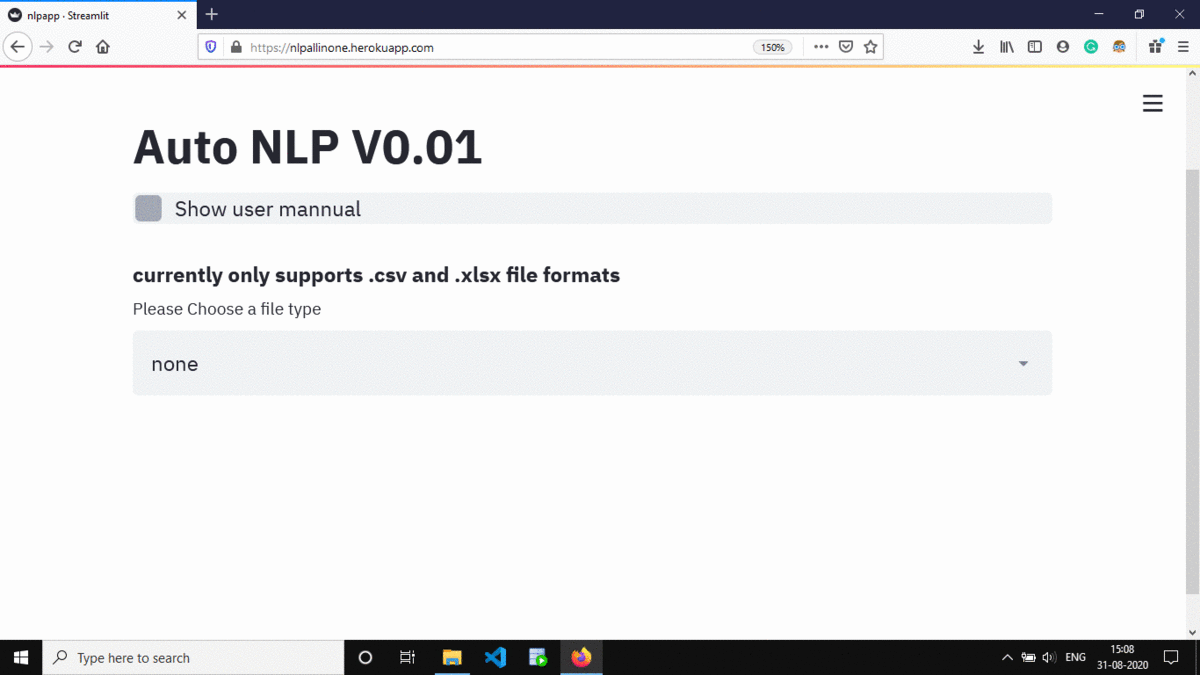 nlpapp · Streamlit
https://nlpallinone.herokuapp.com
150%
Auto NLP V0.01
Show user mannual
currently only supports .csv and .xlsx file formats
Please Choose a file type
none
Type here to search
ENG
15:08
31-08-2020